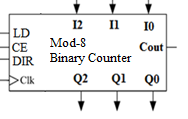 I2 I1 I0
LD
CE
DIR
Clk
Mod-8
Binary Counter
Cout
Q2 Q1 Q0